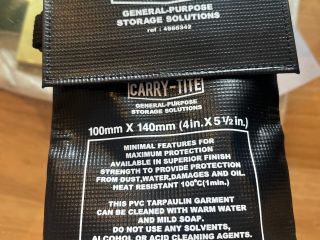 GENERAL-PURPOSE
STORAGE SOLUTIONS
ref : 4986342
CARRY-TITE
GENERAL-PURPOSE
STORAGE SOLUTIONS
100mm X 140mm (4in.X 5 1/2 in.)
MINIMAL FEATURES FOR
MAXIMUM PROTECTION
AVAILABLE IN SUPERIOR FINISH
STRENGTH TO PROVIDE PROTECTION
FROM DUST,WATER,DAMAGES AND OIL.
HEAT RESISTANT 100°C(1min.)
THIS PVC TARPAULIN GARMENT
CAN BE CLEANED WITH WARM WATER
AND MILD SOAP.
DO NOT USE ANY SOLVENTS,
ALCOHOL OR ACID CLEANING AGENTS.